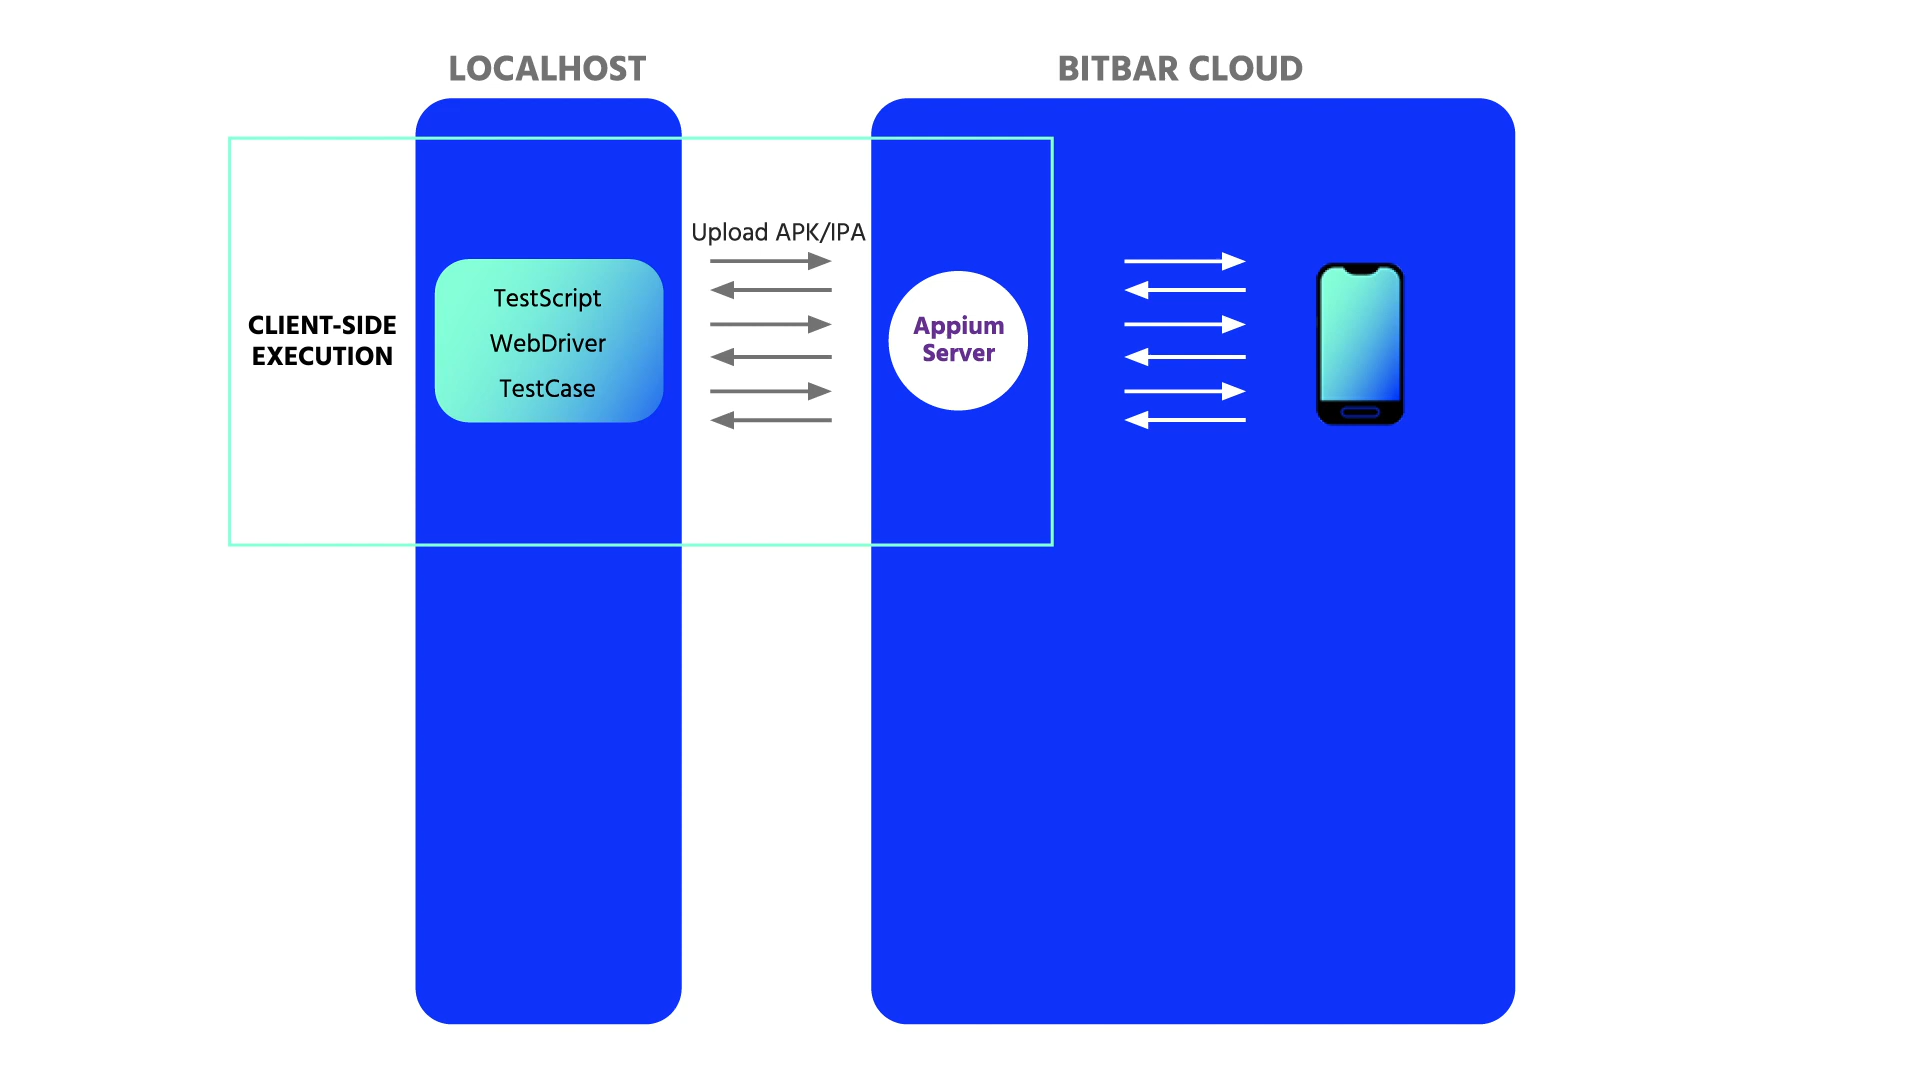 LOCALHOST
BITBAR CLOUD
Upload APK/IPA
CLIENT-SIDE
EXECUTION
TestScript
WebDriver
TestCase
Appium
Server